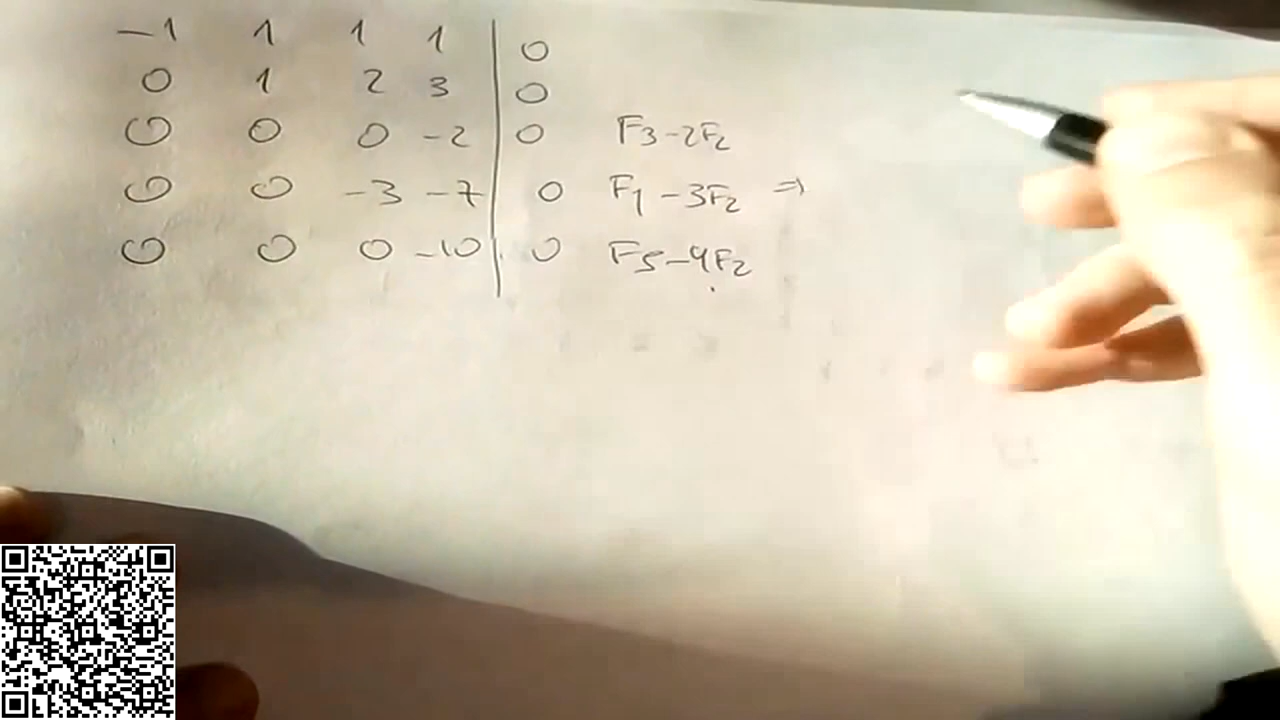 -1 1 1 1 | 0
0 1 2 3 | 0
0 0 0 -2 | 0 F3-2F2
0 0 -3 -7 | 0 F1-3F2 ⇒
0 0 0 -10 | 0 F5-4F2